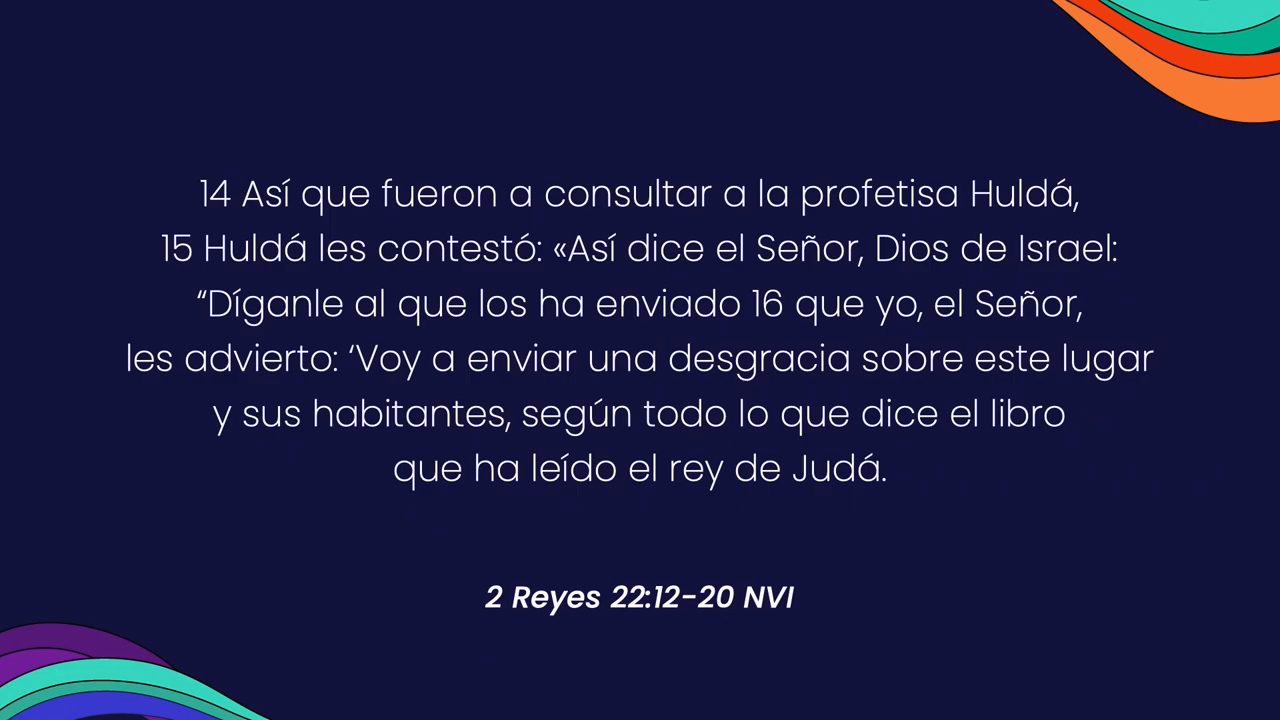 14 Así que fueron a consultar a la profetisa Huldá,
15 Huldá les contestó: «Así dice el Señor, Dios de Israel:
“Díganle al que los ha enviado 16 que yo, el Señor,
les advierto: ‘Voy a enviar una desgracia sobre este lugar
y sus habitantes, según todo lo que dice el libro
que ha leído el rey de Judá.
2 Reyes 22:12-20 NVI